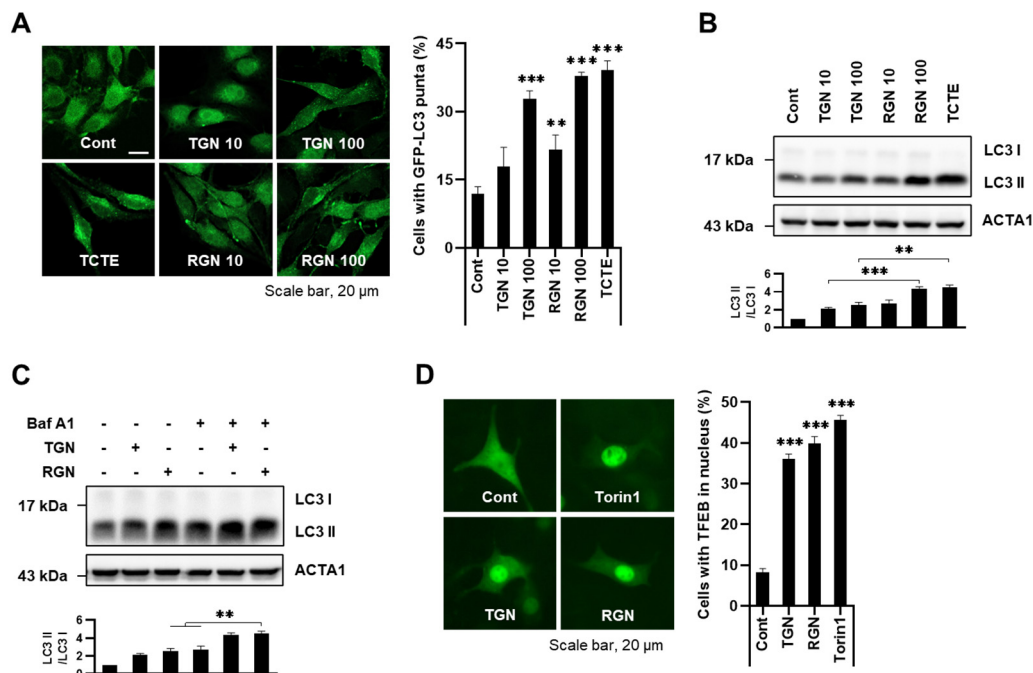 A
Cont
TGN 10
TGN 100
TCTE
RGN 10
RGN 100
Scale bar, 20 µm
Cells with GFP-LC3 punta (%)
45
30
15
0
***
**
***
***
Cont
TGN 10
TGN 100
RGN 10
RGN 100
TCTE
B
Cont
TGN 10
TGN 100
RGN 10
RGN 100
TCTE
17 kDa
LC3 I
LC3 II
43 kDa
ACTA1
LC3 II
/LC3 I
6
4
2
0
***
**
C
Baf A1 - - - + + +
TGN - + - - + -
RGN - - + - - +
17 kDa
LC3 I
LC3 II
43 kDa
ACTA1
LC3 II
/LC3 I
6
4
2
0
**
D
Cont
Torin1
TGN
RGN
Scale bar, 20 µm
Cells with TFEB in nucleus (%)
50
40
30
20
10
0
***
***
***
Cont
TGN
RGN
Torin1